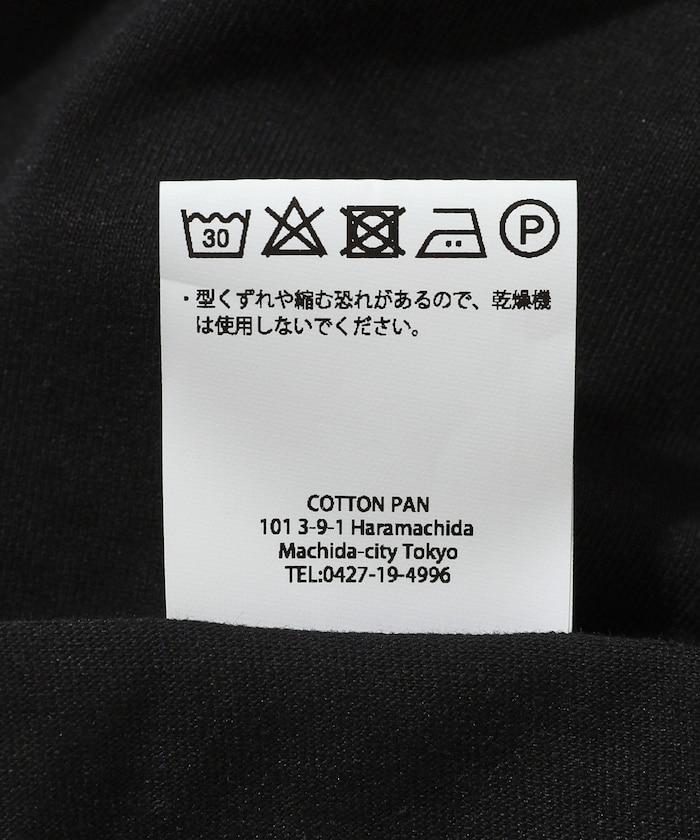 30 P
・型くずれや縮む恐れがあるので、乾燥機
は使用しないでください。
COTTON PAN
101 3-9-1 Haramachida
Machida-city Tokyo
TEL:0427-19-4996